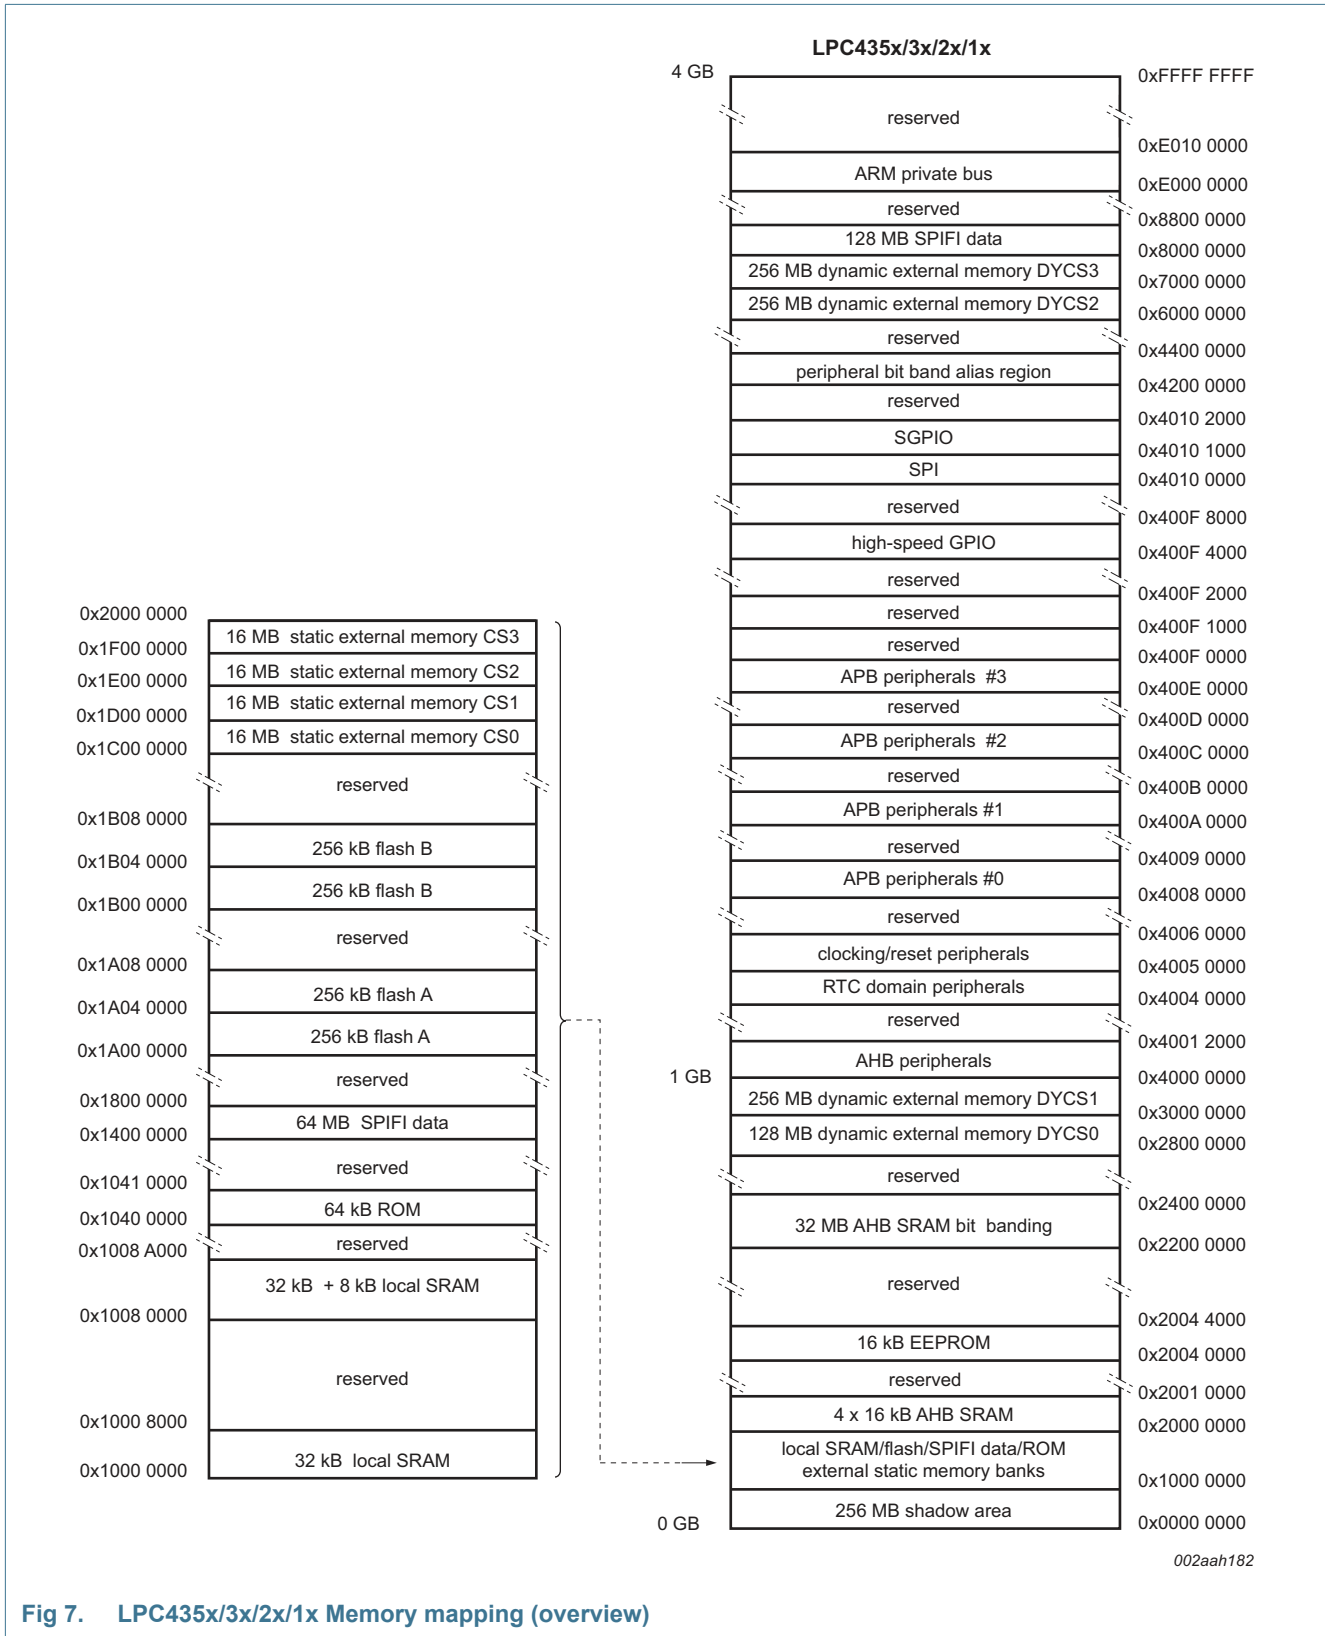 LPC435x/3x/2x/1x
4 GB
0xFFFF FFFF
reserved
0xE010 0000
ARM private bus
0xE000 0000
reserved
0x8800 0000
128 MB SPIFI data
0x8000 0000
256 MB dynamic external memory DYCS3
0x7000 0000
256 MB dynamic external memory DYCS2
0x6000 0000
reserved
0x4400 0000
peripheral bit band alias region
0x4200 0000
reserved
0x4010 2000
SGPIO
0x4010 1000
SPI
0x4010 0000
reserved
0x400F 8000
high-speed GPIO
0x400F 4000
reserved
0x400F 2000
reserved
0x400F 1000
reserved
0x400F 0000
APB peripherals #3
0x400E 0000
reserved
0x400D 0000
APB peripherals #2
0x400C 0000
reserved
0x400B 0000
APB peripherals #1
0x400A 0000
reserved
0x4009 0000
APB peripherals #0
0x4008 0000
reserved
0x4006 0000
clocking/reset peripherals
0x4005 0000
RTC domain peripherals
0x4004 0000
reserved
0x4001 2000
AHB peripherals
1 GB
0x4000 0000
256 MB dynamic external memory DYCS1
0x3000 0000
128 MB dynamic external memory DYCS0
0x2800 0000
reserved
0x2400 0000
32 MB AHB SRAM bit banding
0x2200 0000
reserved
0x2004 4000
16 kB EEPROM
0x2004 0000
reserved
0x2001 0000
4 x 16 kB AHB SRAM
0x2000 0000
local SRAM/flash/SPIFI data/ROM
external static memory banks
0x1000 0000
256 MB shadow area
0 GB
0x0000 0000
0x2000 0000
16 MB static external memory CS3
0x1F00 0000
16 MB static external memory CS2
0x1E00 0000
16 MB static external memory CS1
0x1D00 0000
16 MB static external memory CS0
0x1C00 0000
reserved
0x1B08 0000
256 kB flash B
0x1B04 0000
256 kB flash B
0x1B00 0000
reserved
0x1A08 0000
256 kB flash A
0x1A04 0000
256 kB flash A
0x1A00 0000
reserved
0x1800 0000
64 MB SPIFI data
0x1400 0000
reserved
0x1041 0000
64 kB ROM
0x1040 0000
reserved
0x1008 A000
32 kB + 8 kB local SRAM
0x1008 0000
reserved
0x1000 8000
32 kB local SRAM
0x1000 0000
002aah182
Fig 7. LPC435x/3x/2x/1x Memory mapping (overview)